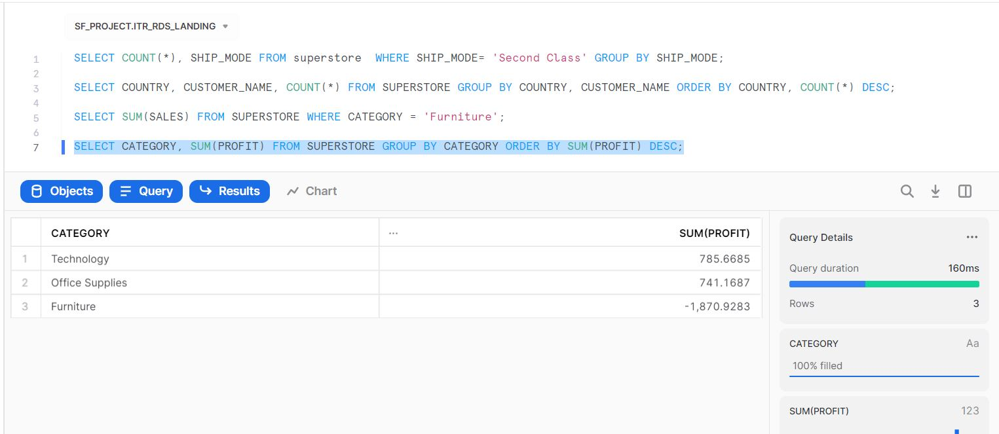 SF_PROJECT.ITR_RDS_LANDING
1 SELECT COUNT(*), SHIP_MODE FROM superstore  WHERE SHIP_MODE= 'Second Class' GROUP BY SHIP_MODE;
2
3 SELECT COUNTRY, CUSTOMER_NAME, COUNT(*) FROM SUPERSTORE GROUP BY COUNTRY, CUSTOMER_NAME ORDER BY COUNTRY, COUNT(*) DESC;
4
5 SELECT SUM(SALES) FROM SUPERSTORE WHERE CATEGORY = 'Furniture';
6
7 SELECT CATEGORY, SUM(PROFIT) FROM SUPERSTORE GROUP BY CATEGORY ORDER BY SUM(PROFIT) DESC;
Objects Query Results Chart
CATEGORY ... SUM(PROFIT)
1 Technology 785.6685
2 Office Supplies 741.1687
3 Furniture -1,870.9283
Query Details ...
Query duration 160ms
Rows 3
CATEGORY Aa
100% filled
SUM(PROFIT) 123